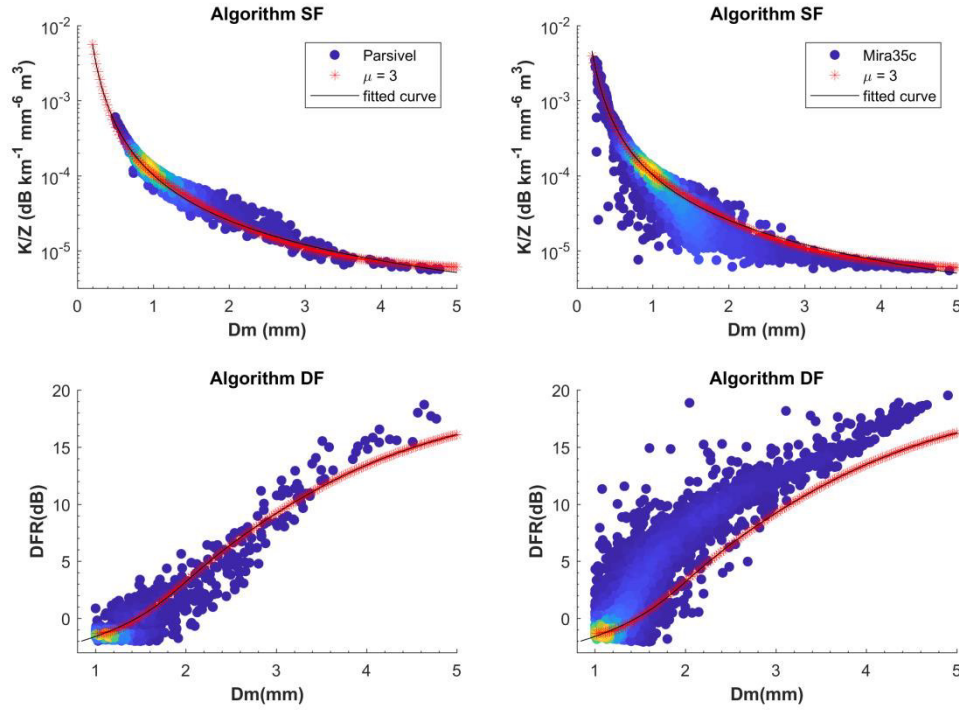 Algorithm SF
10^-2
10^-3
10^-4
10^-5
K/Z (dB km^-1 mm^-6 m^3)
Parsivel
μ = 3
fitted curve
0 1 2 3 4 5
Dm (mm)
Algorithm SF
10^-2
10^-3
10^-4
10^-5
K/Z (dB km^-1 mm^-6 m^3)
Mira35c
μ = 3
fitted curve
0 1 2 3 4 5
Dm (mm)
Algorithm DF
20
15
10
5
0
DFR(dB)
1 2 3 4 5
Dm(mm)
Algorithm DF
20
15
10
5
0
DFR(dB)
1 2 3 4 5
Dm(mm)